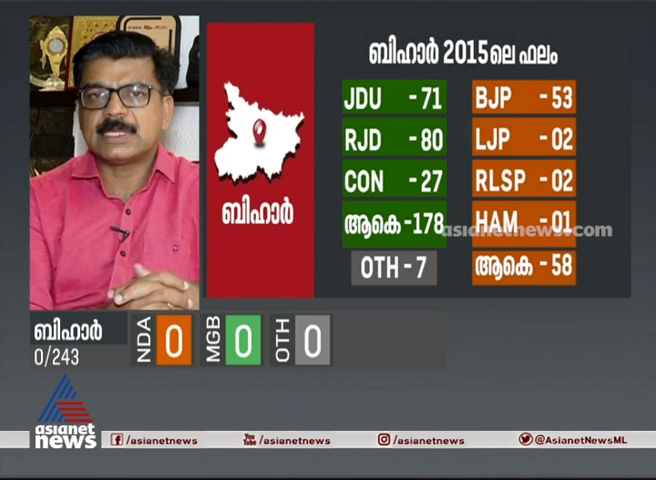 ബിഹാർ 2015ലെ ഫലം
JDU - 71
RJD - 80
CON - 27
ആകെ -178
OTH - 7
BJP - 53
LJP - 02
RLSP - 02
HAM - 01
ആകെ - 58
asianetnews.com
ബിഹാർ
ബിഹാർ
0/243
NDA 0
MGB 0
OTH 0
asianet
news
/asianetnews
You Tube /asianetnews
/asianetnews
@AsianetNewsML